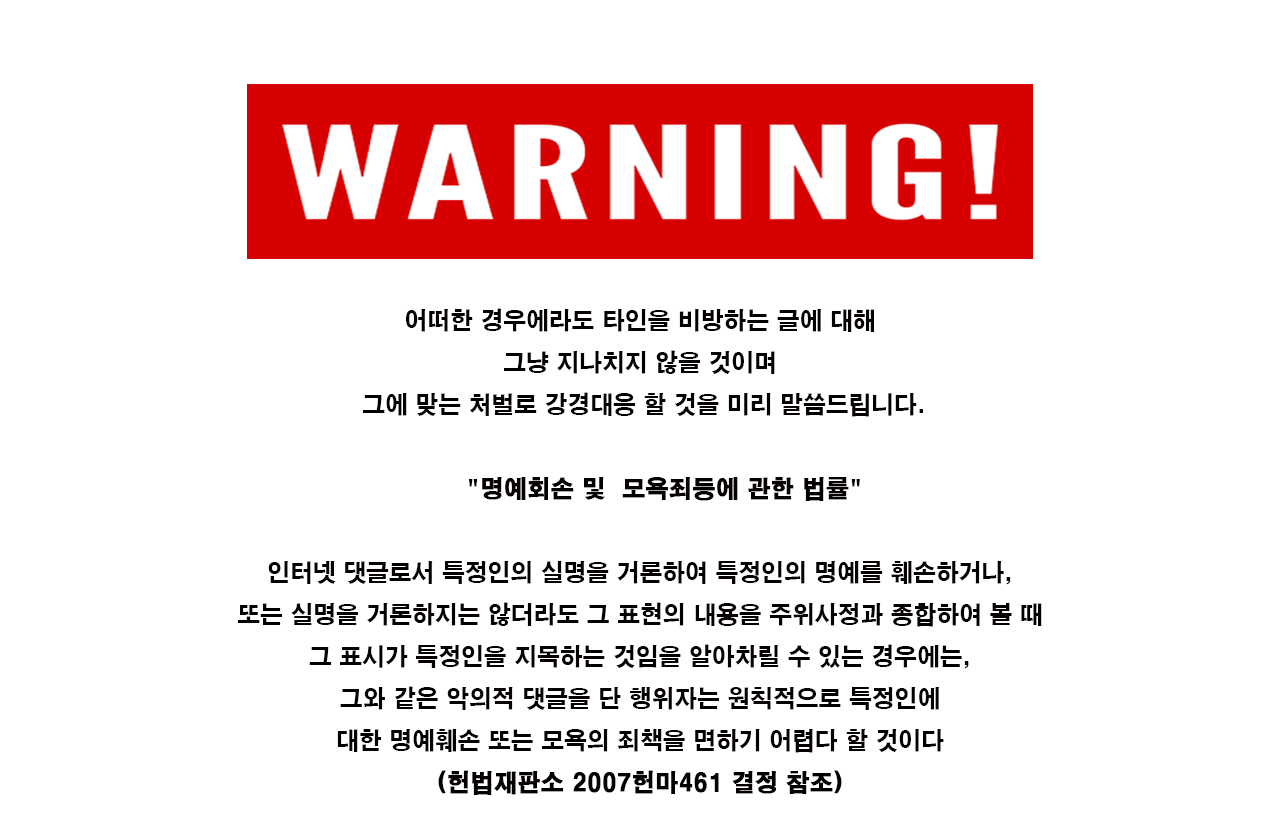 WARNING!
어떠한 경우에라도 타인을 비방하는 글에 대해
그냥 지나치지 않을 것이며
그에 맞는 처벌로 강경대응 할 것을 미리 말씀드립니다.
"명예회손 및  모욕죄등에 관한 법률"
인터넷 댓글로서 특정인의 실명을 거론하여 특정인의 명예를 훼손하거나,
또는 실명을 거론하지는 않더라도 그 표현의 내용을 주위사정과 종합하여 볼 때
그 표시가 특정인을 지목하는 것임을 알아차릴 수 있는 경우에는,
그와 같은 악의적 댓글을 단 행위자는 원칙적으로 특정인에
대한 명예훼손 또는 모욕의 죄책을 면하기 어렵다 할 것이다
(헌법재판소 2007헌마461 결정 참조)